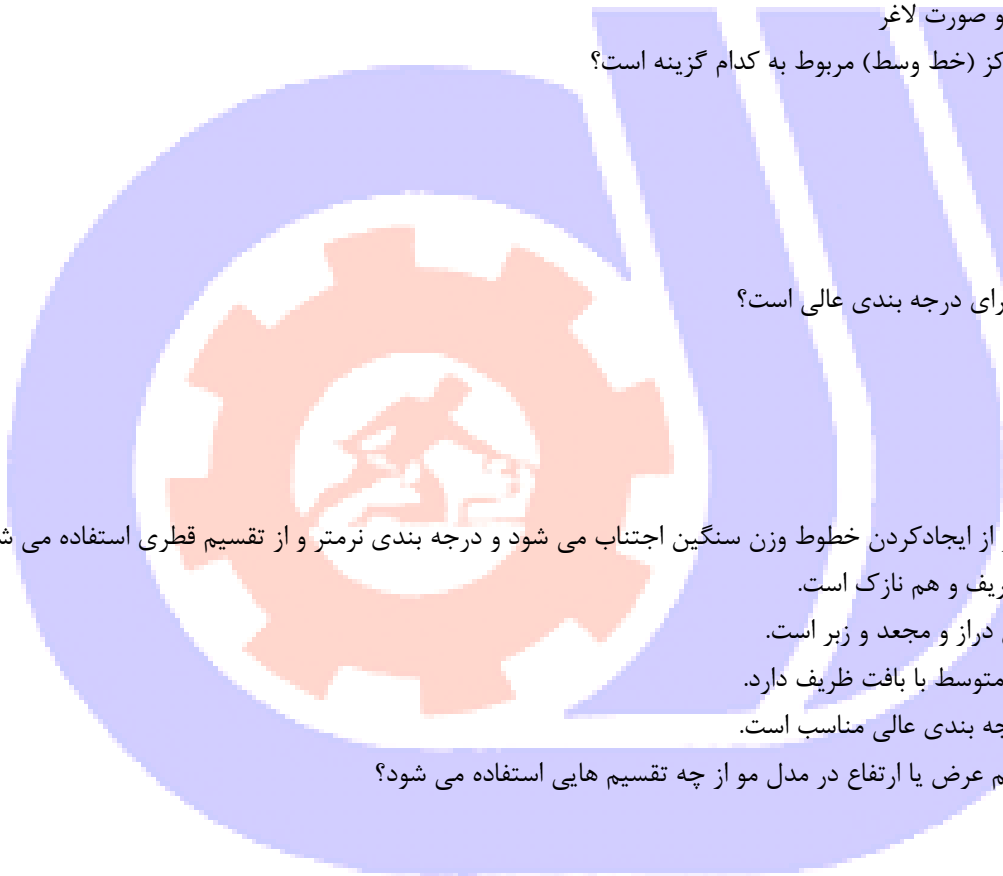 و صورت لاغر
کز (خط وسط) مربوط به کدام گزینه است؟
رای درجه بندی عالی است؟
از ایجادکردن خطوط وزن سنگین اجتناب می شود و درجه بندی نرمتر و از تقسیم قطری استفاده می ش
ریف و هم نازک است.
دراز و مجعد و زبر است.
متوسط با بافت ظریف دارد.
جه بندی عالی مناسب است.
م عرض یا ارتفاع در مدل مو از چه تقسیم هایی استفاده می شود؟